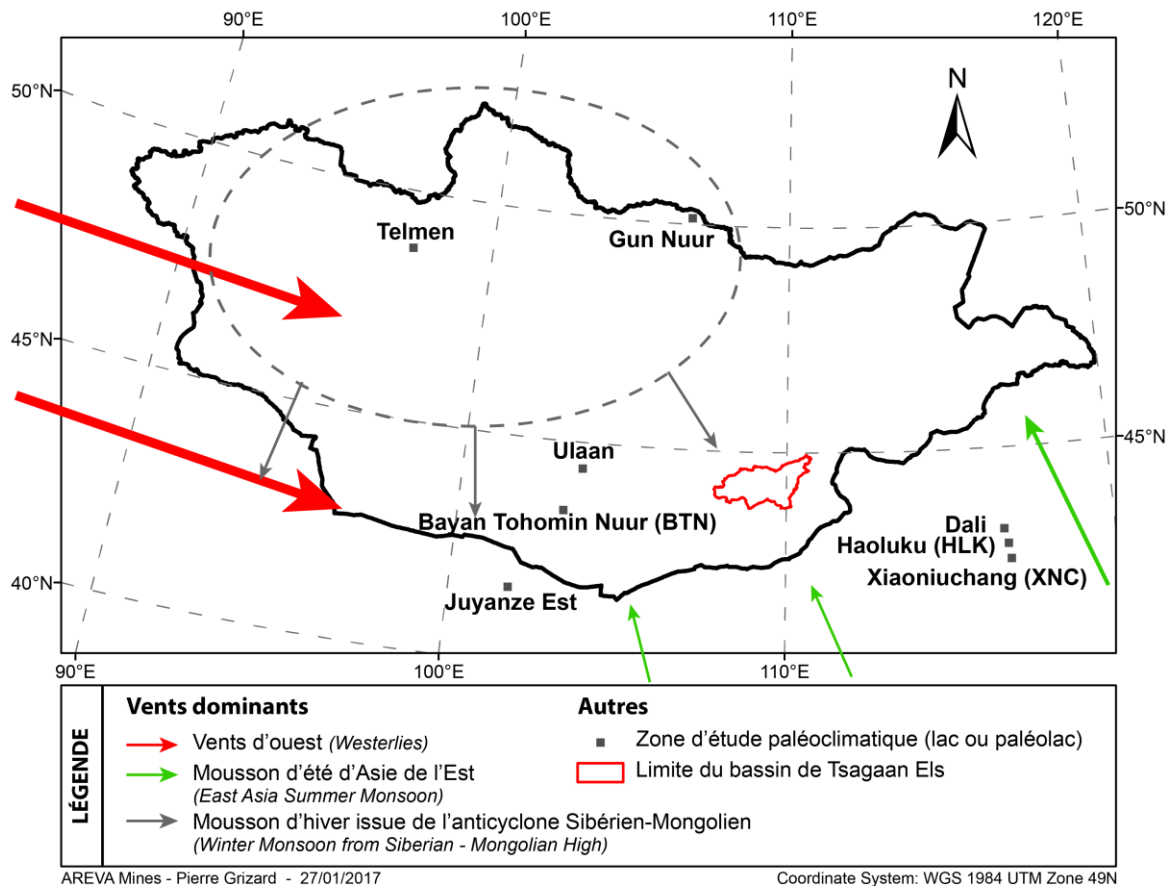 90°E
100°E
110°E
120°E
50°N
N
Telmen
Gun Nuur
50°N
45°N
Ulaan
45°N
Bayan Tohomin Nuur (BTN)
Dali
Haoluku (HLK)
Xiaoniuchang (XNC)
40°N
Juyanze Est
90°E
100°E
110°E
LÉGENDE
Vents dominants
Vents d'ouest (Westerlies)
Mousson d'été d'Asie de l'Est
(East Asia Summer Monsoon)
Mousson d'hiver issue de l'anticyclone Sibérien-Mongolien
(Winter Monsoon from Siberian - Mongolian High)
Autres
Zone d'étude paléoclimatique (lac ou paléolac)
Limite du bassin de Tsagaan Els
AREVA Mines - Pierre Grizard - 27/01/2017
Coordinate System: WGS 1984 UTM Zone 49N